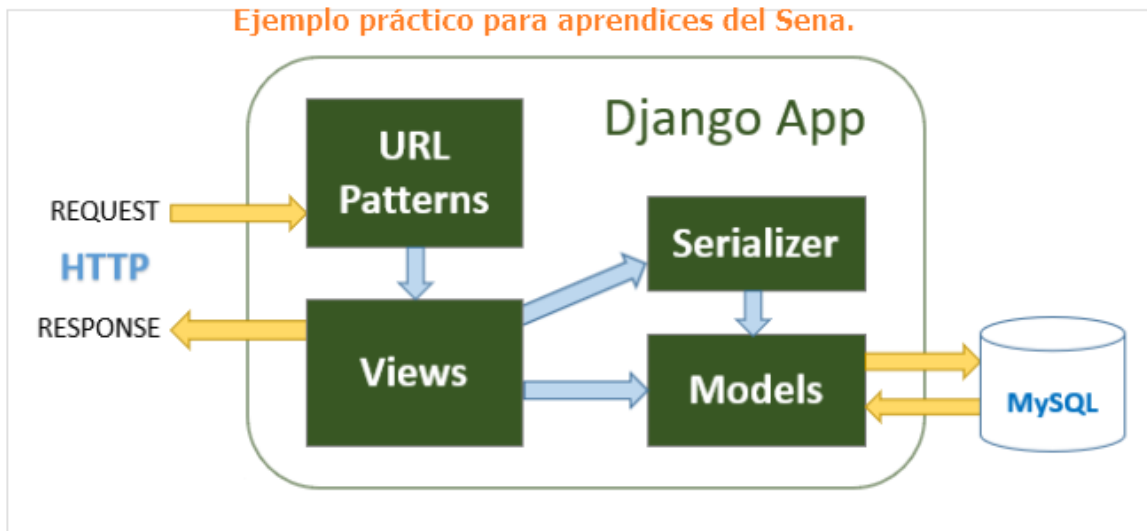 Ejemplo práctico para aprendices del Sena.
Django App
URL
Patterns
REQUEST
HTTP
RESPONSE
Serializer
Views
Models
MySQL